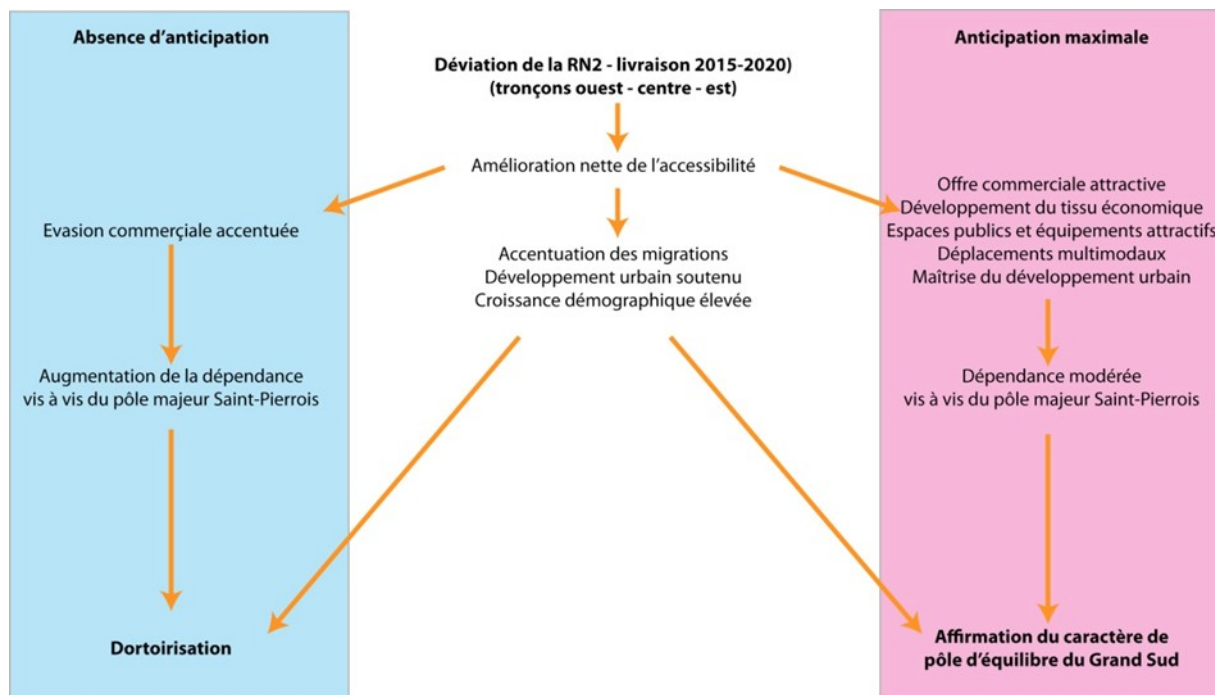 Absence d’anticipation
Evasion commerçiale accentuée
Augmentation de la dépendance
vis à vis du pôle majeur Saint-Pierrois
Dortoirisation
Déviation de la RN2 - livraison 2015-2020)
(tronçons ouest - centre - est)
Amélioration nette de l’accessibilité
Accentuation des migrations
Développement urbain soutenu
Croissance démographique élevée
Anticipation maximale
Offre commerciale attractive
Développement du tissu économique
Espaces publics et équipements attractifs
Déplacements multimodaux
Maîtrise du développement urbain
Dépendance modérée
vis à vis du pôle majeur Saint-Pierrois
Affirmation du caractère de
pôle d’équilibre du Grand Sud